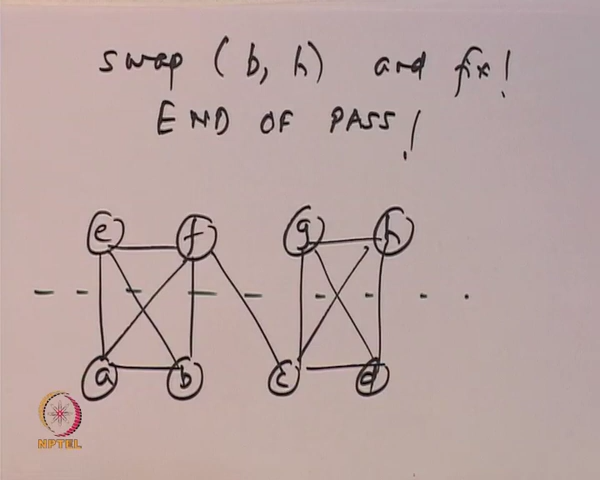 swap (b, h) and fix!
END OF PASS!
e f g h
a b c d
NPTEL